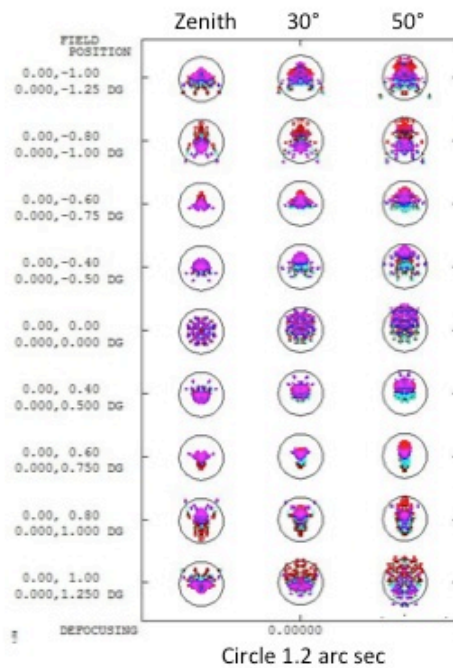 Zenith 30° 50°
FIELD
POSITION
0.00,-1.00
0.000,-1.25 DG
0.00,-0.80
0.000,-1.00 DG
0.00,-0.60
0.000,-0.75 DG
0.00,-0.40
0.000,-0.50 DG
0.00, 0.00
0.000,0.000 DG
0.00, 0.40
0.000,0.500 DG
0.00, 0.60
0.000,0.750 DG
0.00, 0.80
0.000,1.000 DG
0.00, 1.00
0.000,1.250 DG
DEFOCUSING 0.00000
Circle 1.2 arc sec